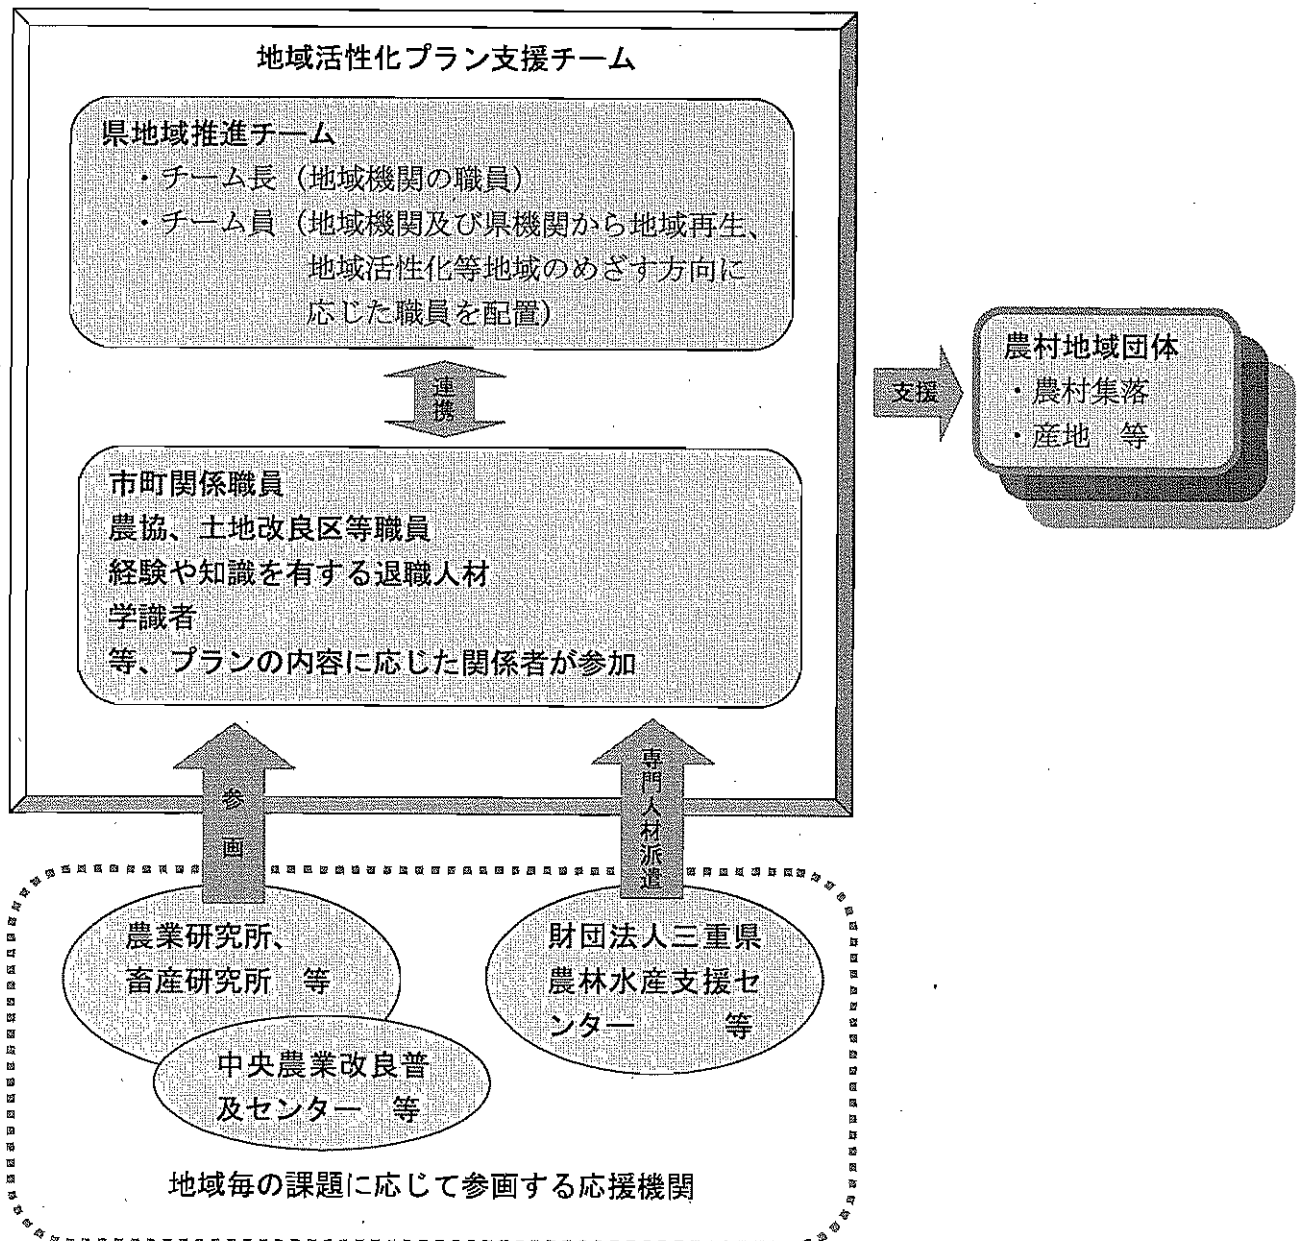 地域活性化プラン支援チーム
県地域推進チーム
・チーム長（地域機関の職員）
・チーム員（地域機関及び県機関から地域再生、
地域活性化等地域のめざす方向に
応じた職員を配置）
連携
市町関係職員
農協、土地改良区等職員
経験や知識を有する退職人材
学識者
等、プランの内容に応じた関係者が参加
支援
農村地域団体
・農村集落
・産地　等
参画
専門人材派遣
農業研究所、
畜産研究所　等
中央農業改良普
及センター　等
財団法人三重県
農林水産支援セ
ンター　　　等
地域毎の課題に応じて参画する応援機関